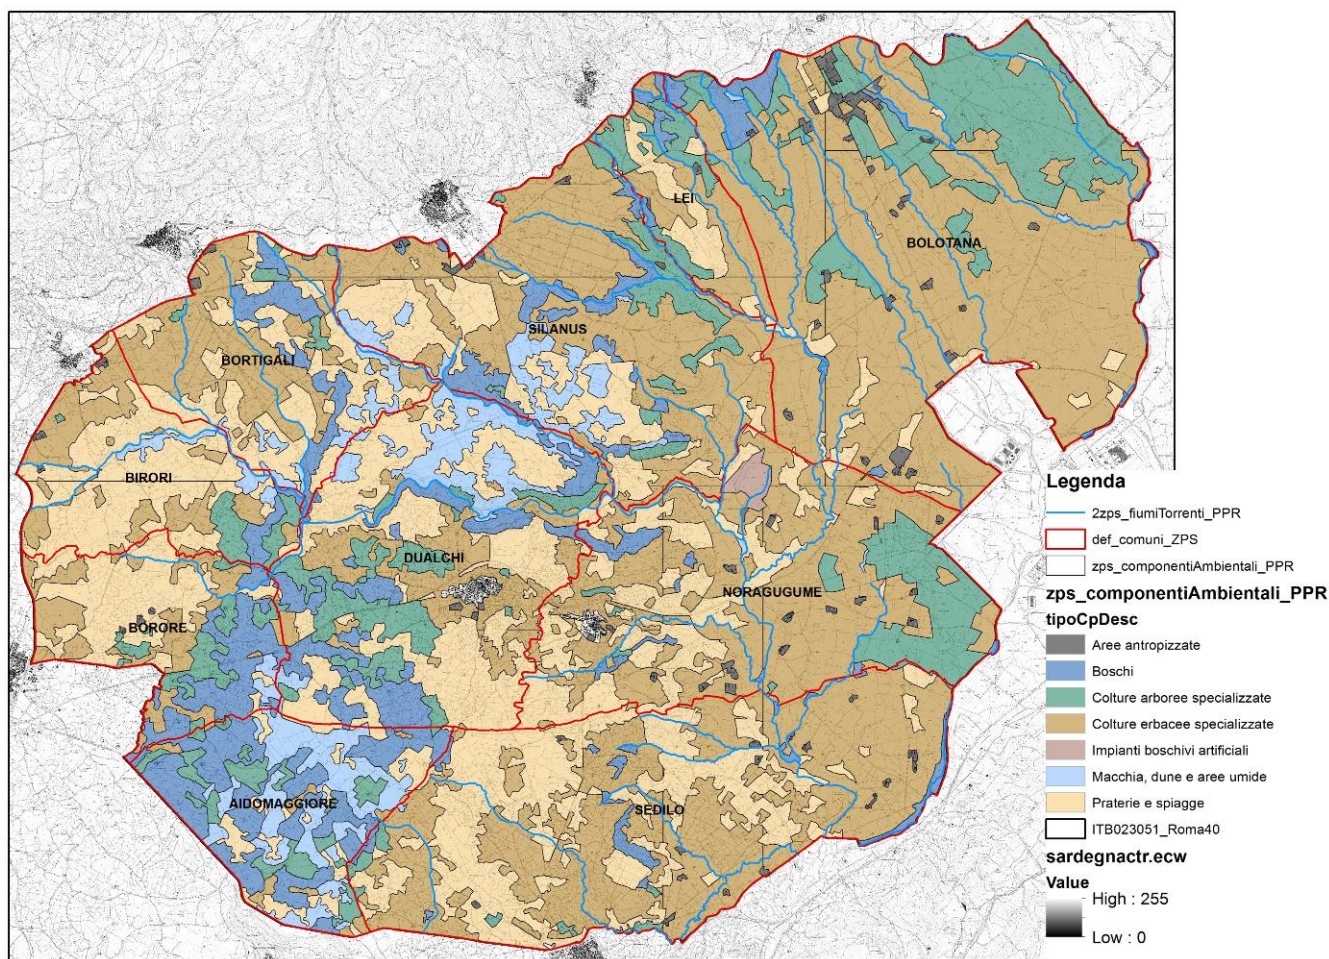 LEI
BOLOTANA
SILANUS
BORTIGALI
BIRORI
DUALCHI
NORAGUGUME
BORORE
AIDOMAGGIORE
SEDILO
Legenda
2zps_fiumiTorrenti_PPR
def_comuni_ZPS
zps_componentiAmbientali_PPR
zps_componentiAmbientali_PPR
tipoCpDesc
Aree antropizzate
Boschi
Colture arboree specializzate
Colture erbacee specializzate
Impianti boschivi artificiali
Macchia, dune e aree umide
Praterie e spiagge
ITB023051_Roma40
sardegnactr.ecw
Value
High : 255
Low : 0